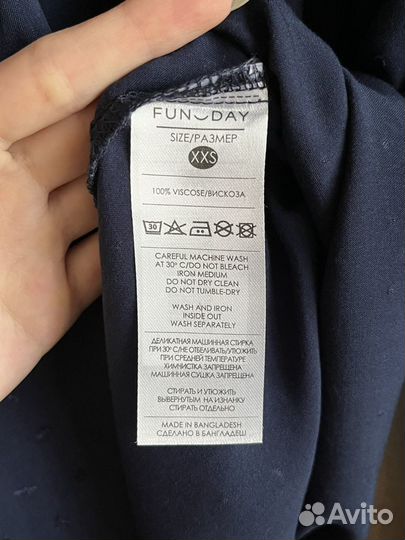 FUN DAY
SIZE/РАЗМЕР
XXS
100% VISCOSE/ВИСКОЗА
30
CAREFUL MACHINE WASH
AT 30° C/DO NOT BLEACH
IRON MEDIUM
DO NOT DRY CLEAN
DO NOT TUMBLE-DRY
WASH AND IRON
INSIDE OUT
WASH SEPARATELY
ДЕЛИКАТНАЯ МАШИННАЯ СТИРКА
ПРИ 30° С/НЕ ОТБЕЛИВАТЬ/УТЮЖИТЬ
ПРИ СРЕДНЕЙ ТЕМПЕРАТУРЕ
ХИМЧИСТКА ЗАПРЕЩЕНА
МАШИННАЯ СУШКА ЗАПРЕЩЕНА
СТИРАТЬ И УТЮЖИТЬ
ВЫВЕРНУТЫМ НА ИЗНАНКУ
СТИРАТЬ ОТДЕЛЬНО
MADE IN BANGLADESH
СДЕЛАНО В БАНГЛАДЕШ
Avito